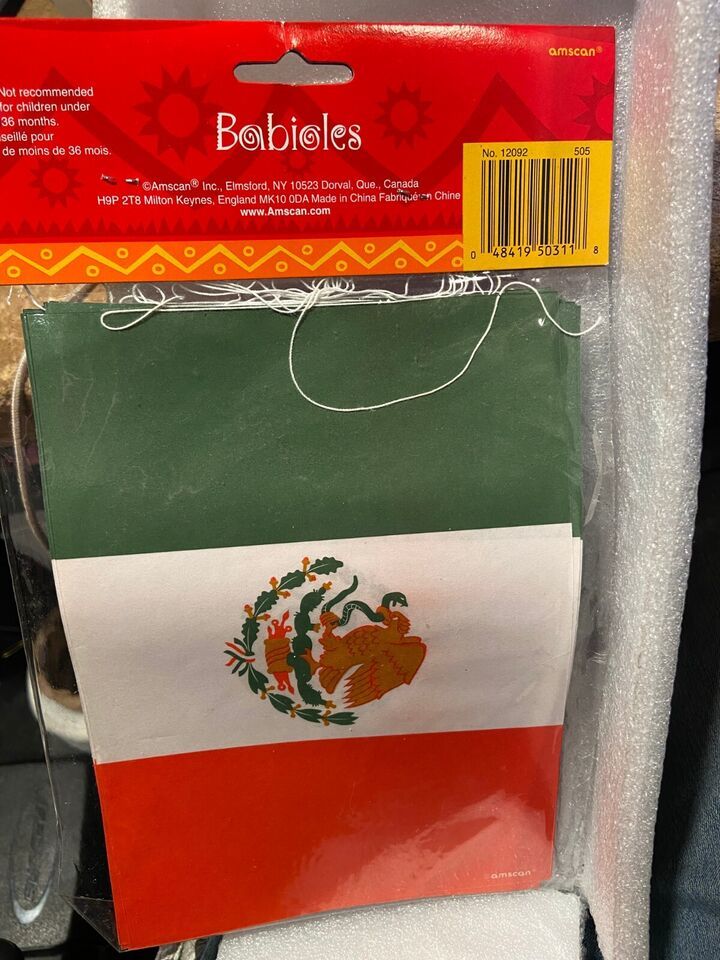 amscan®
Not recommended
for children under
36 months.
seillé pour
de moins de 36 mois.
Babioles
No. 12092 505
0 48419 50311 8
©Amscan® Inc., Elmsford, NY 10523 Dorval, Que., Canada
H9P 2T8 Milton Keynes, England MK10 0DA Made in China Fabriqué en Chine
www.Amscan.com
amscan